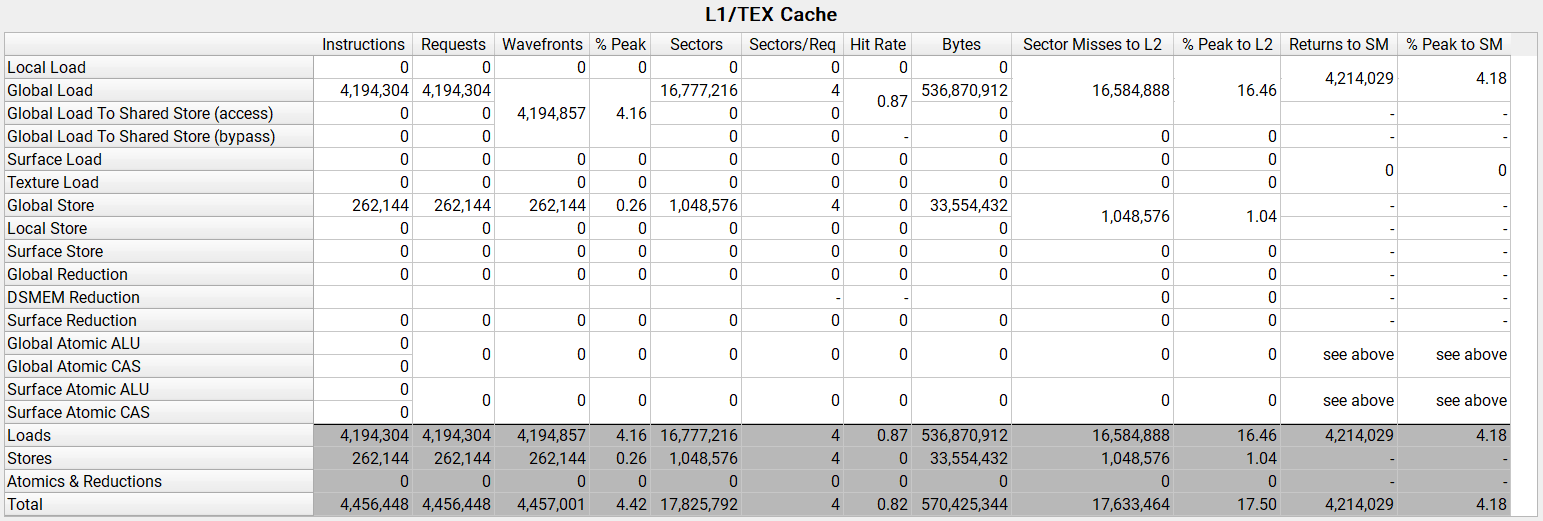 L1/TEX Cache
Instructions Requests Wavefronts % Peak Sectors Sectors/Req Hit Rate Bytes Sector Misses to L2 % Peak to L2 Returns to SM % Peak to SM
Local Load 0 0 0 0 0 0 0 0 16,584,888 16.46 4,214,029 4.18
Global Load 4,194,304 4,194,304 4,194,857 4.16 16,777,216 4 0.87 536,870,912
Global Load To Shared Store (access) 0 0 0 0 0 - -
Global Load To Shared Store (bypass) 0 0 0 0 - 0 0 0 - -
Surface Load 0 0 0 0 0 0 0 0 0 0 0 0
Texture Load 0 0 0 0 0 0 0 0 0 0
Global Store 262,144 262,144 262,144 0.26 1,048,576 4 0 33,554,432 1,048,576 1.04 - -
Local Store 0 0 0 0 0 0 0 0 - -
Surface Store 0 0 0 0 0 0 0 0 0 0 - -
Global Reduction 0 0 0 0 0 0 0 0 0 0 - -
DSMEM Reduction - - 0 0 - -
Surface Reduction 0 0 0 0 0 0 0 0 0 0 - -
Global Atomic ALU 0 0 0 0 0 0 0 0 0 0 see above see above
Global Atomic CAS 0
Surface Atomic ALU 0 0 0 0 0 0 0 0 0 0 see above see above
Surface Atomic CAS 0
Loads 4,194,304 4,194,304 4,194,857 4.16 16,777,216 4 0.87 536,870,912 16,584,888 16.46 4,214,029 4.18
Stores 262,144 262,144 262,144 0.26 1,048,576 4 0 33,554,432 1,048,576 1.04 - -
Atomics & Reductions 0 0 0 0 0 0 0 0 0 0 - -
Total 4,456,448 4,456,448 4,457,001 4.42 17,825,792 4 0.82 570,425,344 17,633,464 17.50 4,214,029 4.18